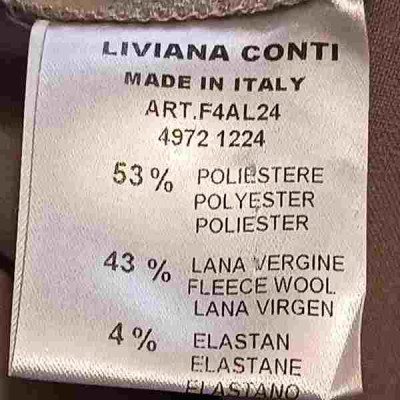 LIVIANA CONTI
MADE IN ITALY
ART.F4AL24
4972 1224
53 % POLIESTERE
POLYESTER
POLIESTER
43 % LANA VERGINE
FLEECE WOOL
LANA VIRGEN
4 % ELASTAN
ELASTANE
ELASTANO